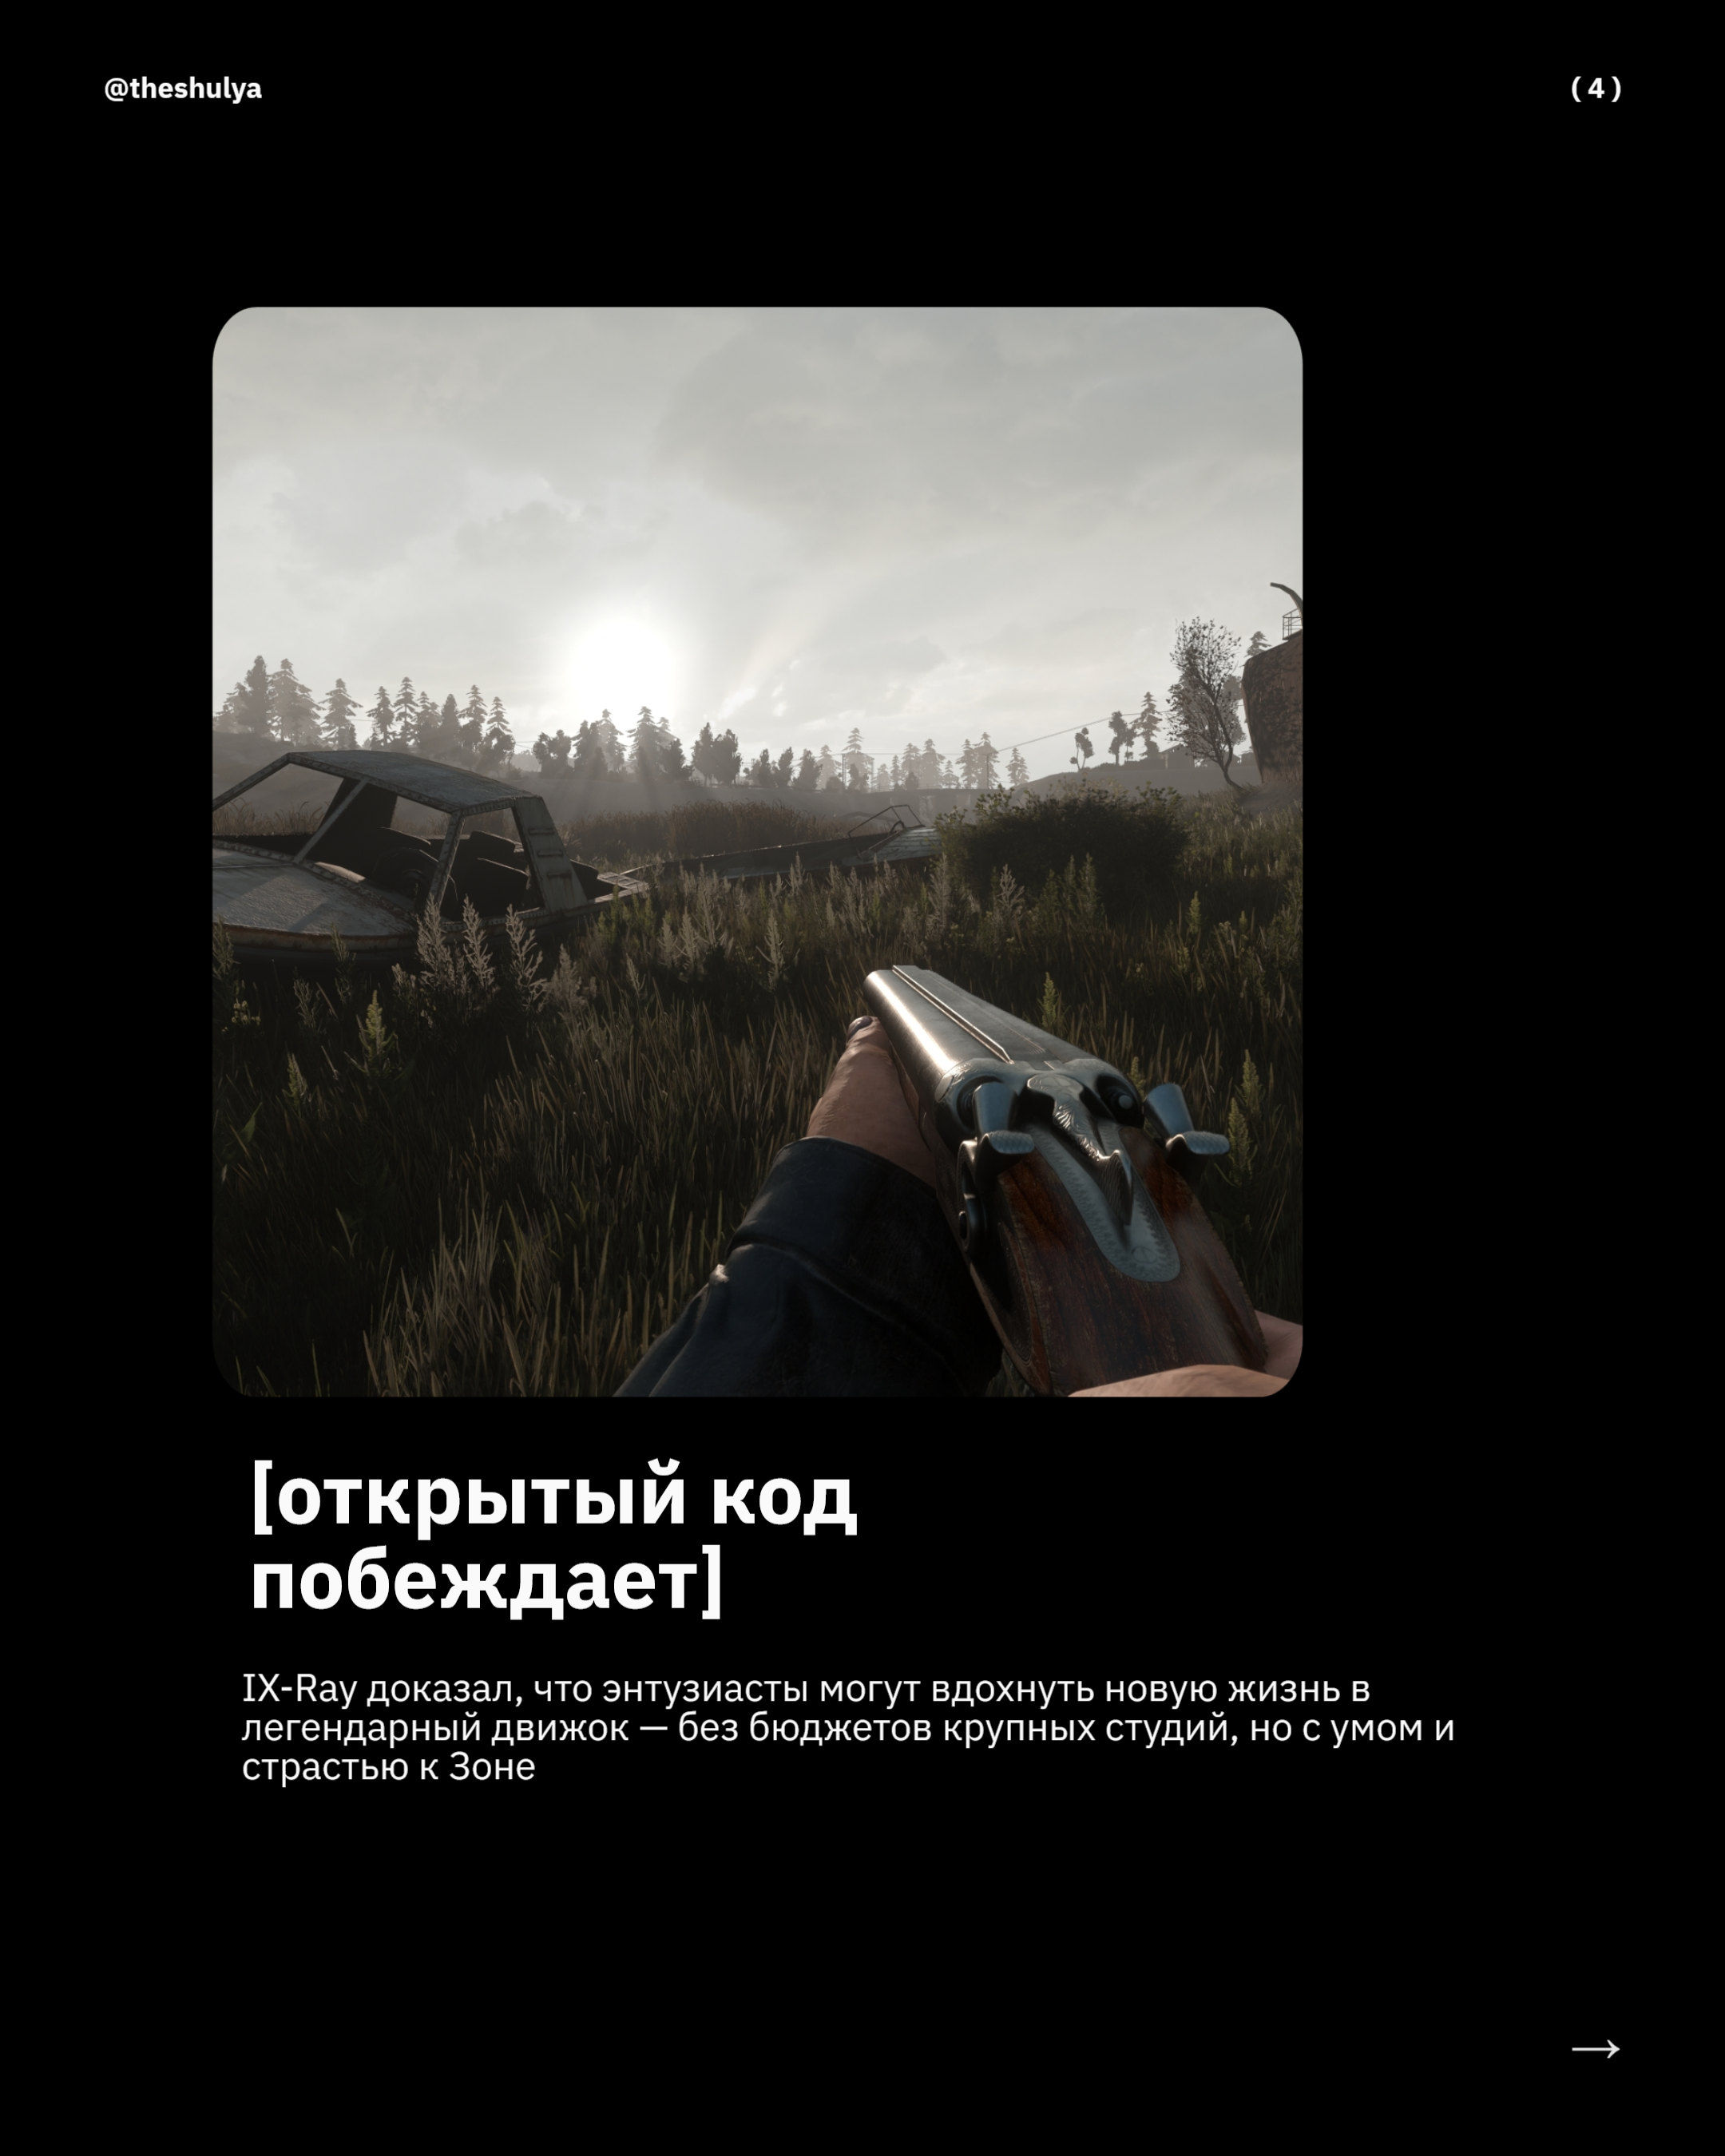 @theshulya
( 4 )
[открытый код
побеждает]
IX-Ray доказал, что энтузиасты могут вдохнуть новую жизнь в
легендарный движок — без бюджетов крупных студий, но с умом и
страстью к Зоне
→